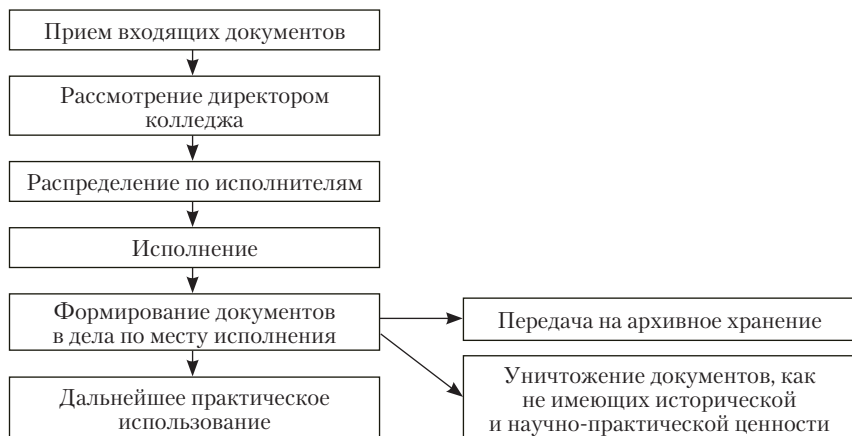 Прием входящих документов
Рассмотрение директором
колледжа
Распределение по исполнителям
Исполнение
Формирование документов
в дела по месту исполнения
Передача на архивное хранение
Дальнейшее практическое
использование
Уничтожение документов, как
не имеющих исторической
и научно-практической ценности